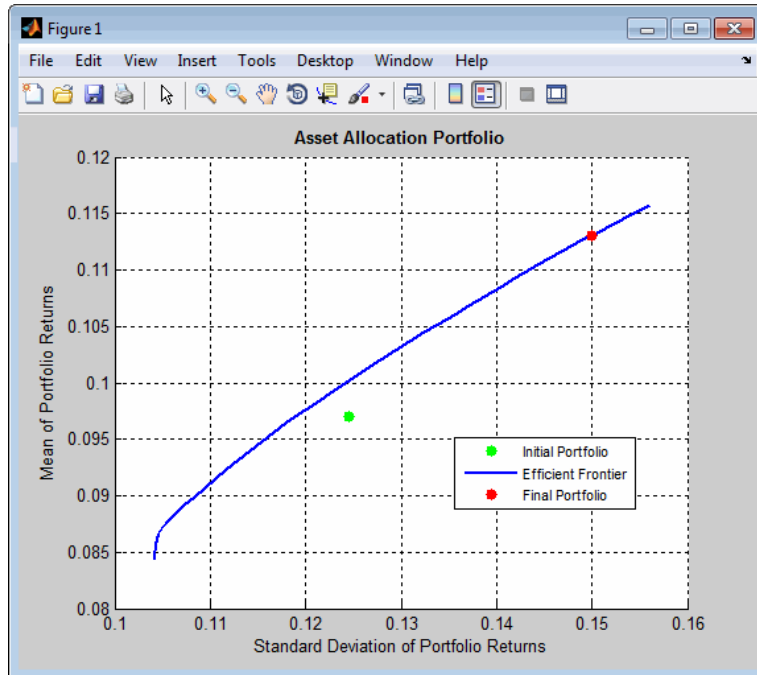 Figure 1
File Edit View Insert Tools Desktop Window Help
Asset Allocation Portfolio
0.12
0.115
0.11
0.105
0.1
0.095
0.09
0.085
0.08
Mean of Portfolio Returns
Initial Portfolio
Efficient Frontier
Final Portfolio
0.1 0.11 0.12 0.13 0.14 0.15 0.16
Standard Deviation of Portfolio Returns